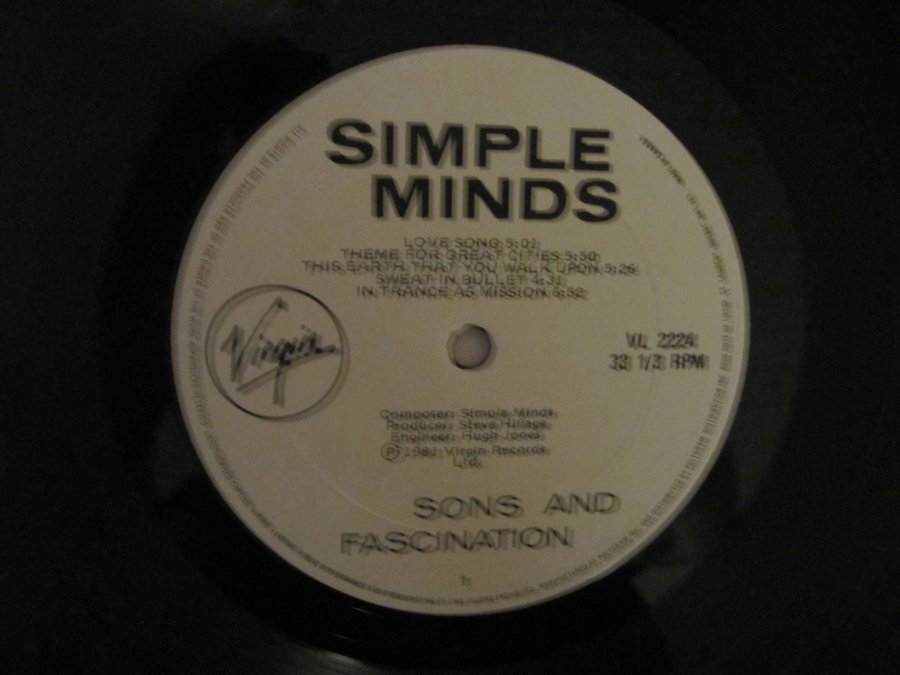 SIMPLE
MINDS
LOVE SONG 5:01
THEME FOR GREAT CITIES 5:50
THIS EARTH THAT YOU WALK UPON 5:26
SWEAT IN BULLET 4:31
IN TRANCE AS MISSION 6:52
Virgin
VL 2224
33 1/3 RPM
Composer: Simple Minds
Producer: Steve Hillage
Engineer: Hugh Jones
Ⓟ 1981 Virgin Records
Ltd.
SONS AND
FASCINATION